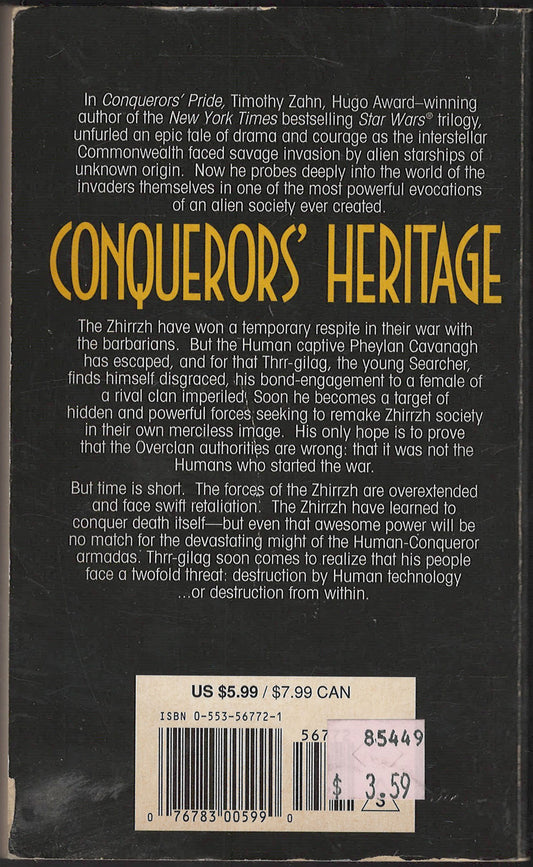 In Conquerors' Pride, Timothy Zahn, Hugo Award–winning
author of the New York Times bestselling Star Wars® trilogy,
unfurled an epic tale of drama and courage as the interstellar
Commonwealth faced savage invasion by alien starships of
unknown origin. Now he probes deeply into the world of the
invaders themselves in one of the most powerful evocations
of an alien society ever created.
CONQUERORS' HERITAGE
The Zhirrzh have won a temporary respite in their war with
the barbarians. But the Human captive Pheylan Cavanagh
has escaped, and for that Thrr-gilag, the young Searcher,
finds himself disgraced, his bond-engagement to a female of
a rival clan imperiled. Soon he becomes a target of
hidden and powerful forces seeking to remake Zhirrzh society
in their own merciless image. His only hope is to prove
that the Overclan authorities are wrong: that it was not the
Humans who started the war.
But time is short. The forces of the Zhirrzh are overextended
and face swift retaliation. The Zhirrzh have learned to
conquer death itself—but even that awesome power will be
no match for the devastating might of the Human-Conqueror
armadas. Thrr-gilag soon comes to realize that his people
face a twofold threat: destruction by Human technology
...or destruction from within.
US $5.99 / $7.99 CAN
ISBN 0-553-56772-1
567
85449
$ 3.59
0 76783 00599 0
S